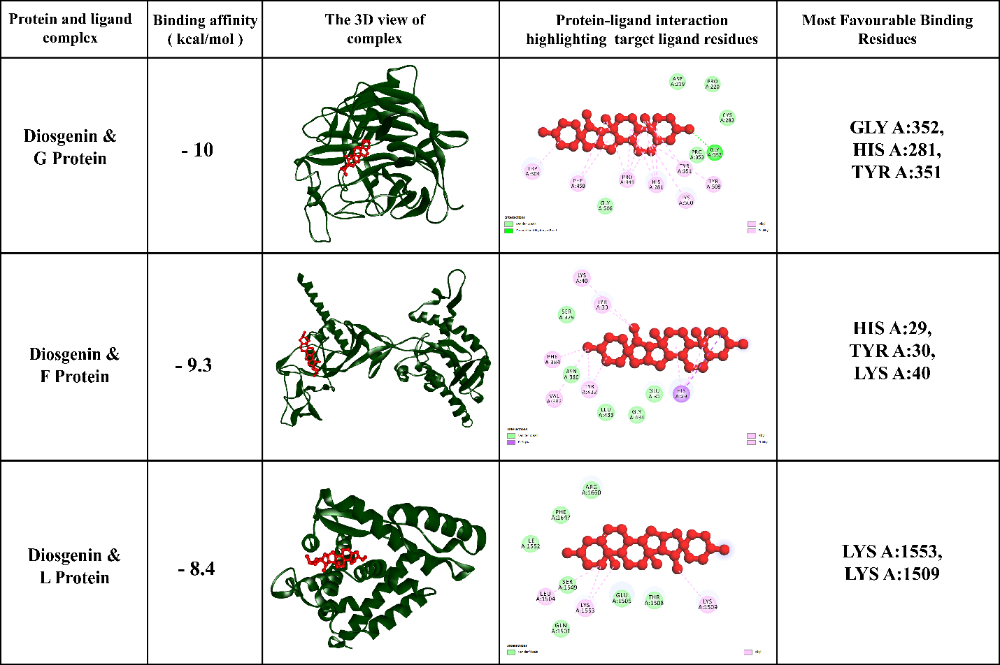 Protein and ligand
complex
Binding affinity
( kcal/mol )
The 3D view of
complex
Protein-ligand interaction
highlighting target ligand residues
Most Favourable Binding
Residues
Diosgenin &
G Protein
- 10
ASP
A:219
PRO
A:220
CYS
A:282
PRO
A:353
GLY
A:352
TRP
A:504
PHE
A:458
PRO
A:441
HIS
A:281
TYR
A:351
LYS
A:560
TYR
A:508
GLY
A:506
Interactions
van der Waals
Conventional Hydrogen Bond
Alkyl
Pi-Alkyl
GLY A:352,
HIS A:281,
TYR A:351
Diosgenin &
F Protein
- 9.3
LYS
A:40
TYR
A:30
SER
A:379
PHE
A:384
ASN
A:380
VAL
A:382
TYR
A:432
LEU
A:433
GLY
A:434
GLU
A:31
HIS
A:29
Interactions
van der Waals
Pi-Sigma
Alkyl
Pi-Alkyl
HIS A:29,
TYR A:30,
LYS A:40
Diosgenin &
L Protein
- 8.4
ARG
A:1660
PHE
A:1647
ILE
A:1552
SER
A:1549
LEU
A:1504
LYS
A:1553
GLU
A:1505
THR
A:1508
LYS
A:1509
GLN
A:1501
Interactions
van der Waals
Alkyl
LYS A:1553,
LYS A:1509